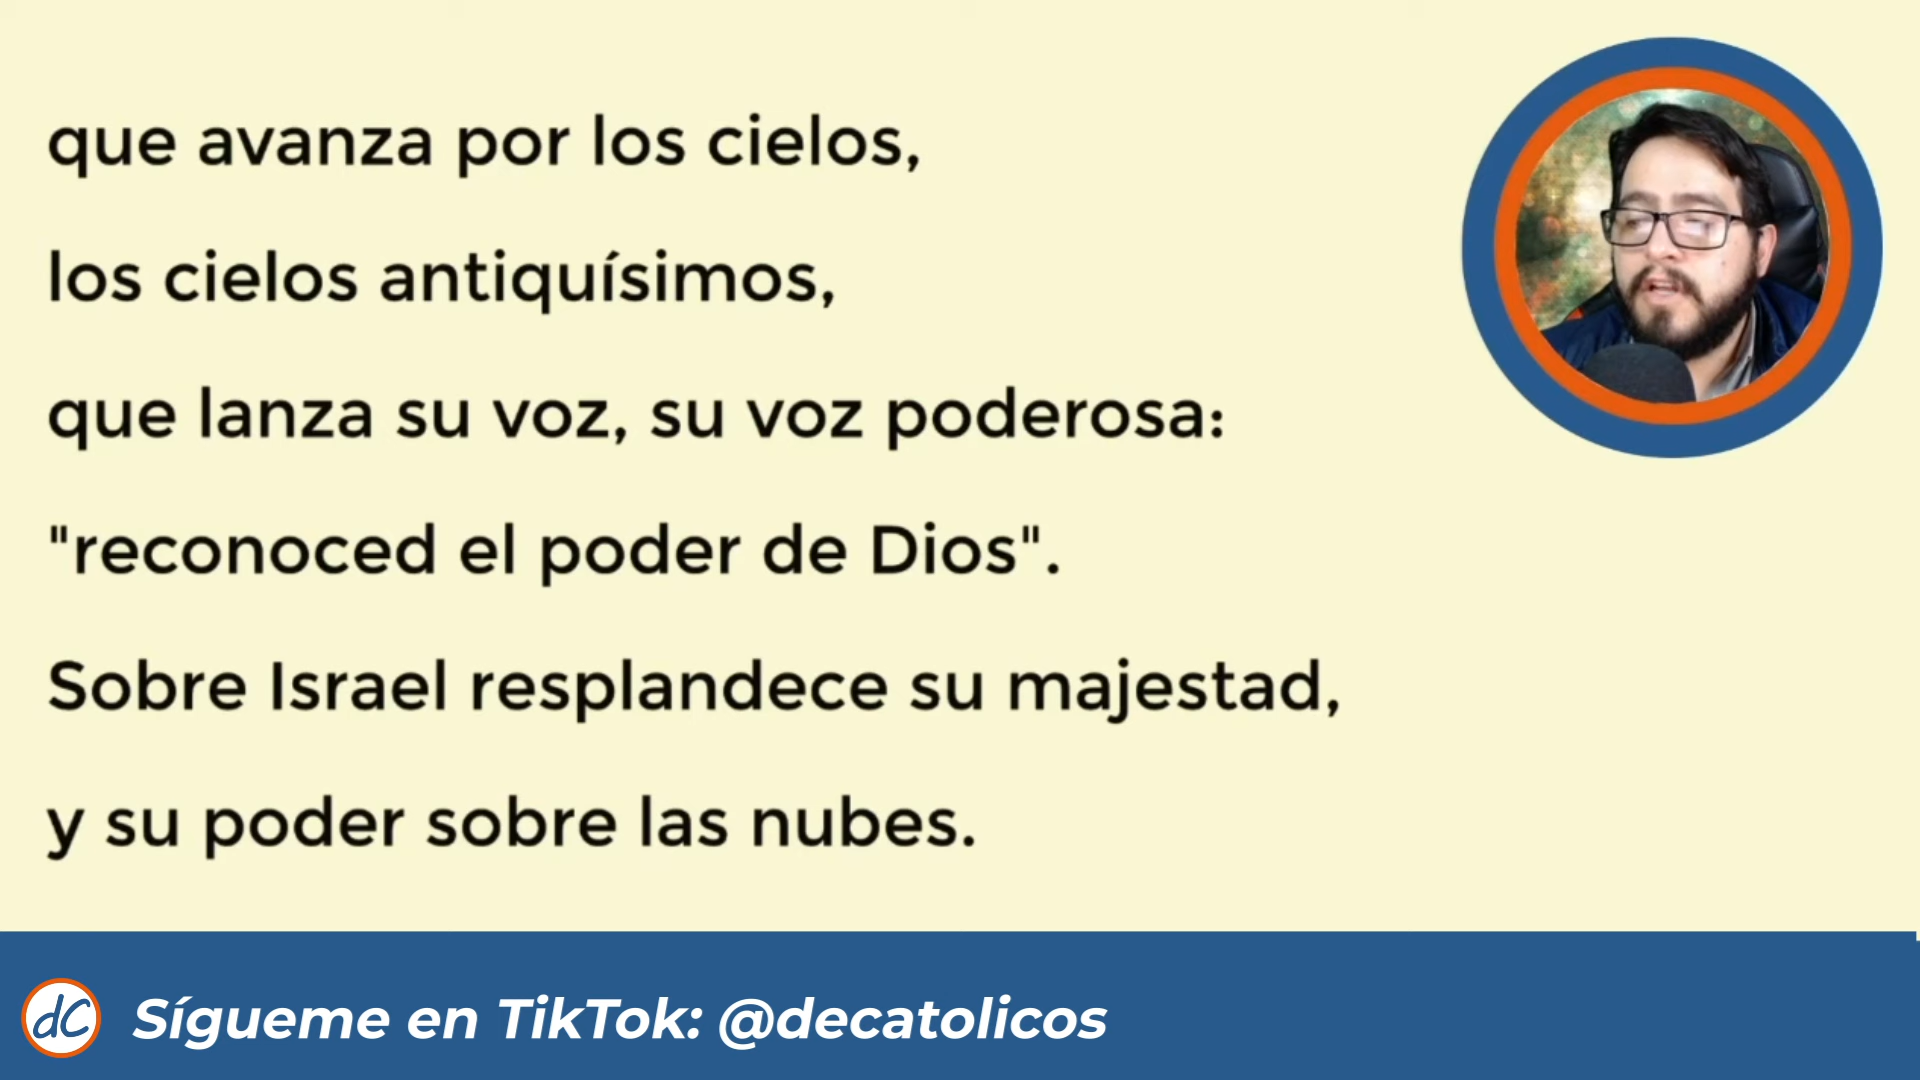 que avanza por los cielos,
los cielos antiquísimos,
que lanza su voz, su voz poderosa:
"reconoced el poder de Dios".
Sobre Israel resplandece su majestad,
y su poder sobre las nubes.
dC Sígueme en TikTok: @decatolicos